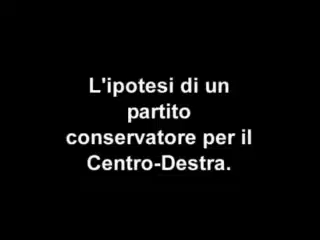 L'ipotesi di un
partito
conservatore per il
Centro-Destra.